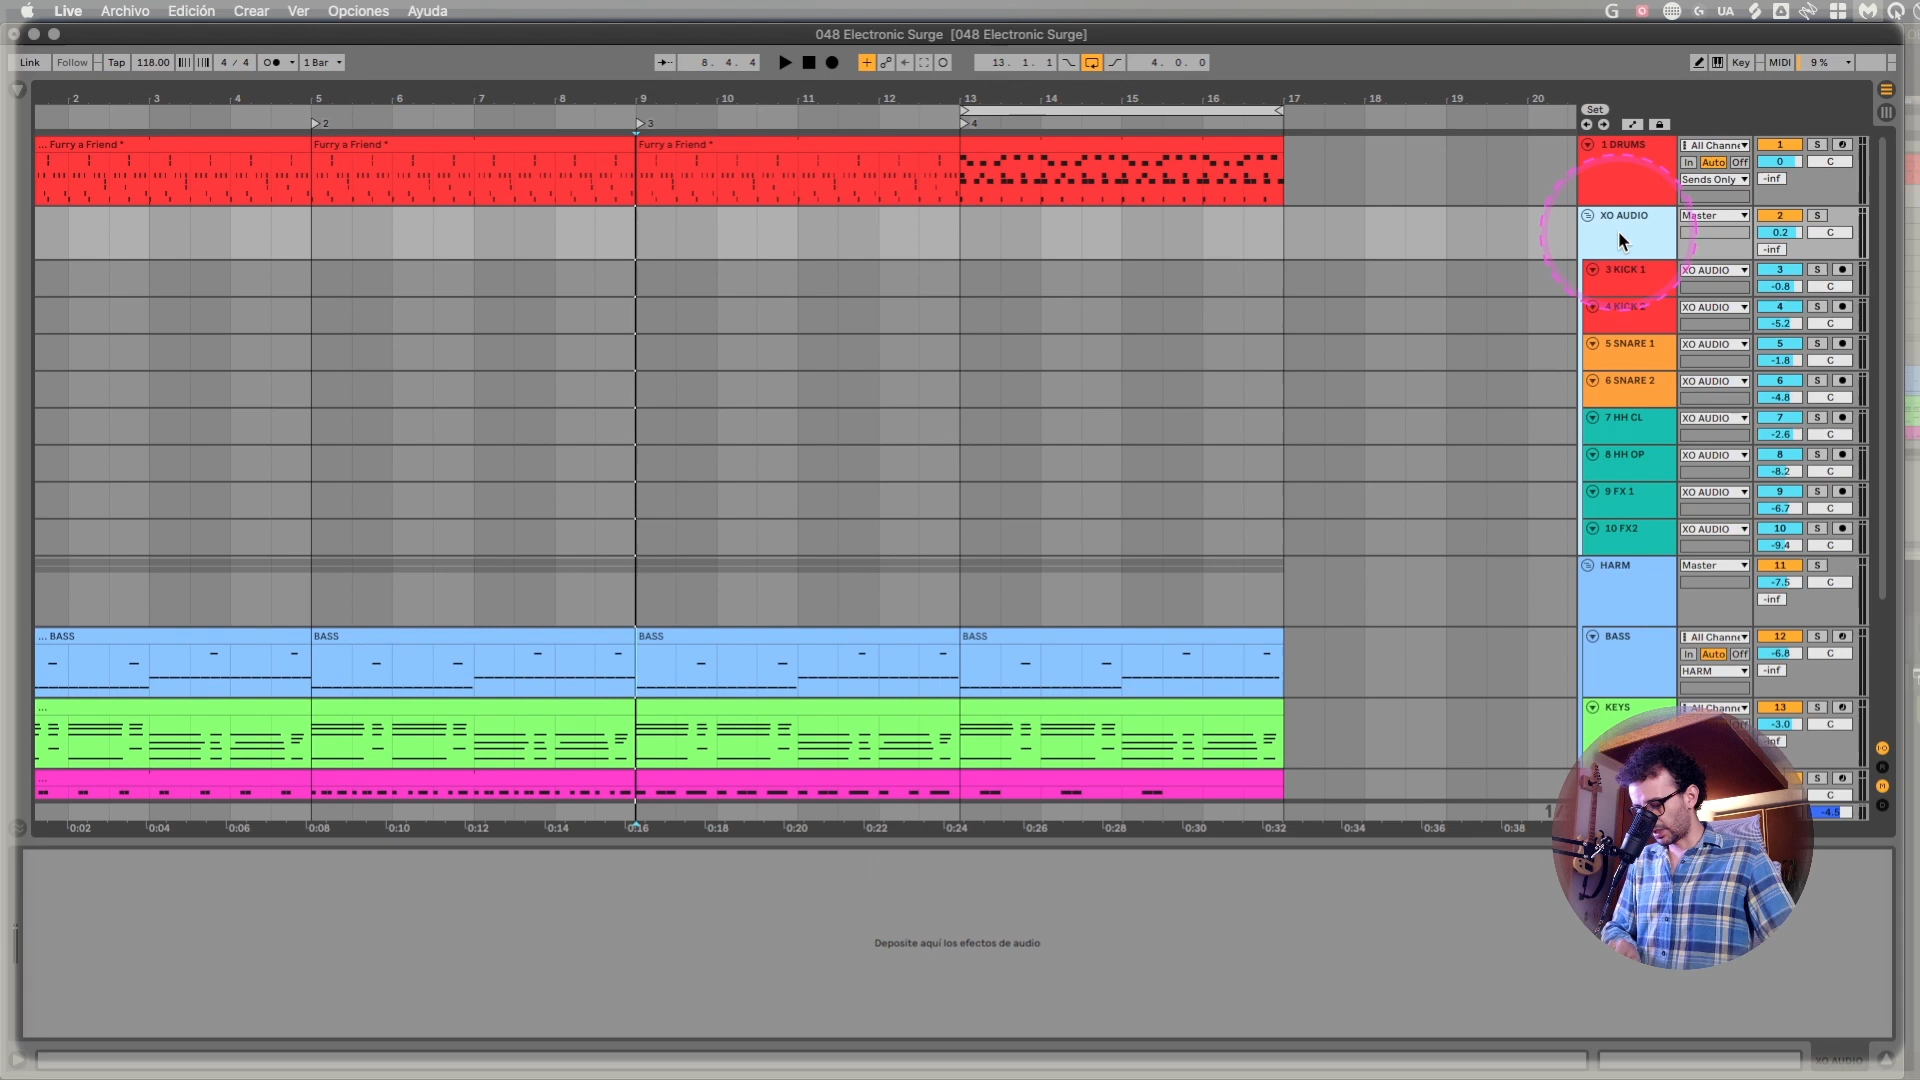 Live Archivo Edición Crear Ver Opciones Ayuda
UA
048 Electronic Surge [048 Electronic Surge]
Link Follow Tap 118.00 4 / 4 1 Bar
8. 4. 4
13. 1. 1
4. 0. 0
Key MIDI 9 %
2 3 4 5 6 7 8 9 10 11 12 13 14 15 16 17 18 19 20
Set
2 3 4
... Furry a Friend * Furry a Friend * Furry a Friend *
1 DRUMS All Channe 1 S
In Auto Off 0 C
Sends Only -inf
XO AUDIO Master 2 S
0.2 C
-inf
3 KICK 1 XO AUDIO 3 S
-0.8 C
4 KICK 2 XO AUDIO 4 S
-5.2 C
5 SNARE 1 XO AUDIO 5 S
-1.8 C
6 SNARE 2 XO AUDIO 6 S
-4.8 C
7 HH CL XO AUDIO 7 S
-2.6 C
8 HH OP XO AUDIO 8 S
-8.2 C
9 FX 1 XO AUDIO 9 S
-6.7 C
10 FX2 XO AUDIO 10 S
-9.4 C
HARM Master 11 S
-7.5 C
-inf
... BASS BASS BASS BASS
BASS All Channe 12 S
In Auto Off -6.8 C
HARM -inf
...
KEYS All Channe 13 S
-3.0 C
-inf
...
S
C
-4.5
0:02 0:04 0:06 0:08 0:10 0:12 0:14 0:16 0:18 0:20 0:22 0:24 0:26 0:28 0:30 0:32 0:34 0:36 0:38
Deposite aquí los efectos de audio
XO AUDIO